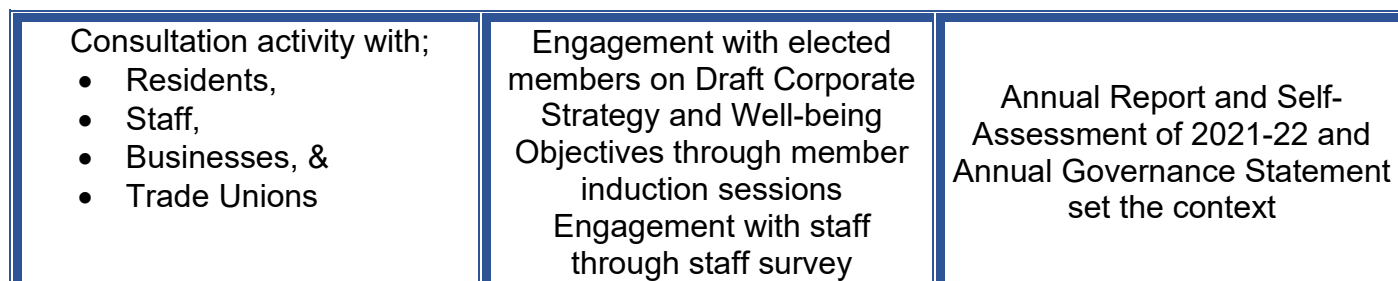 Consultation activity with;
• Residents,
• Staff,
• Businesses, &
• Trade Unions
Engagement with elected
members on Draft Corporate
Strategy and Well-being
Objectives through member
induction sessions
Engagement with staff
through staff survey
Annual Report and Self-
Assessment of 2021-22 and
Annual Governance Statement
set the context